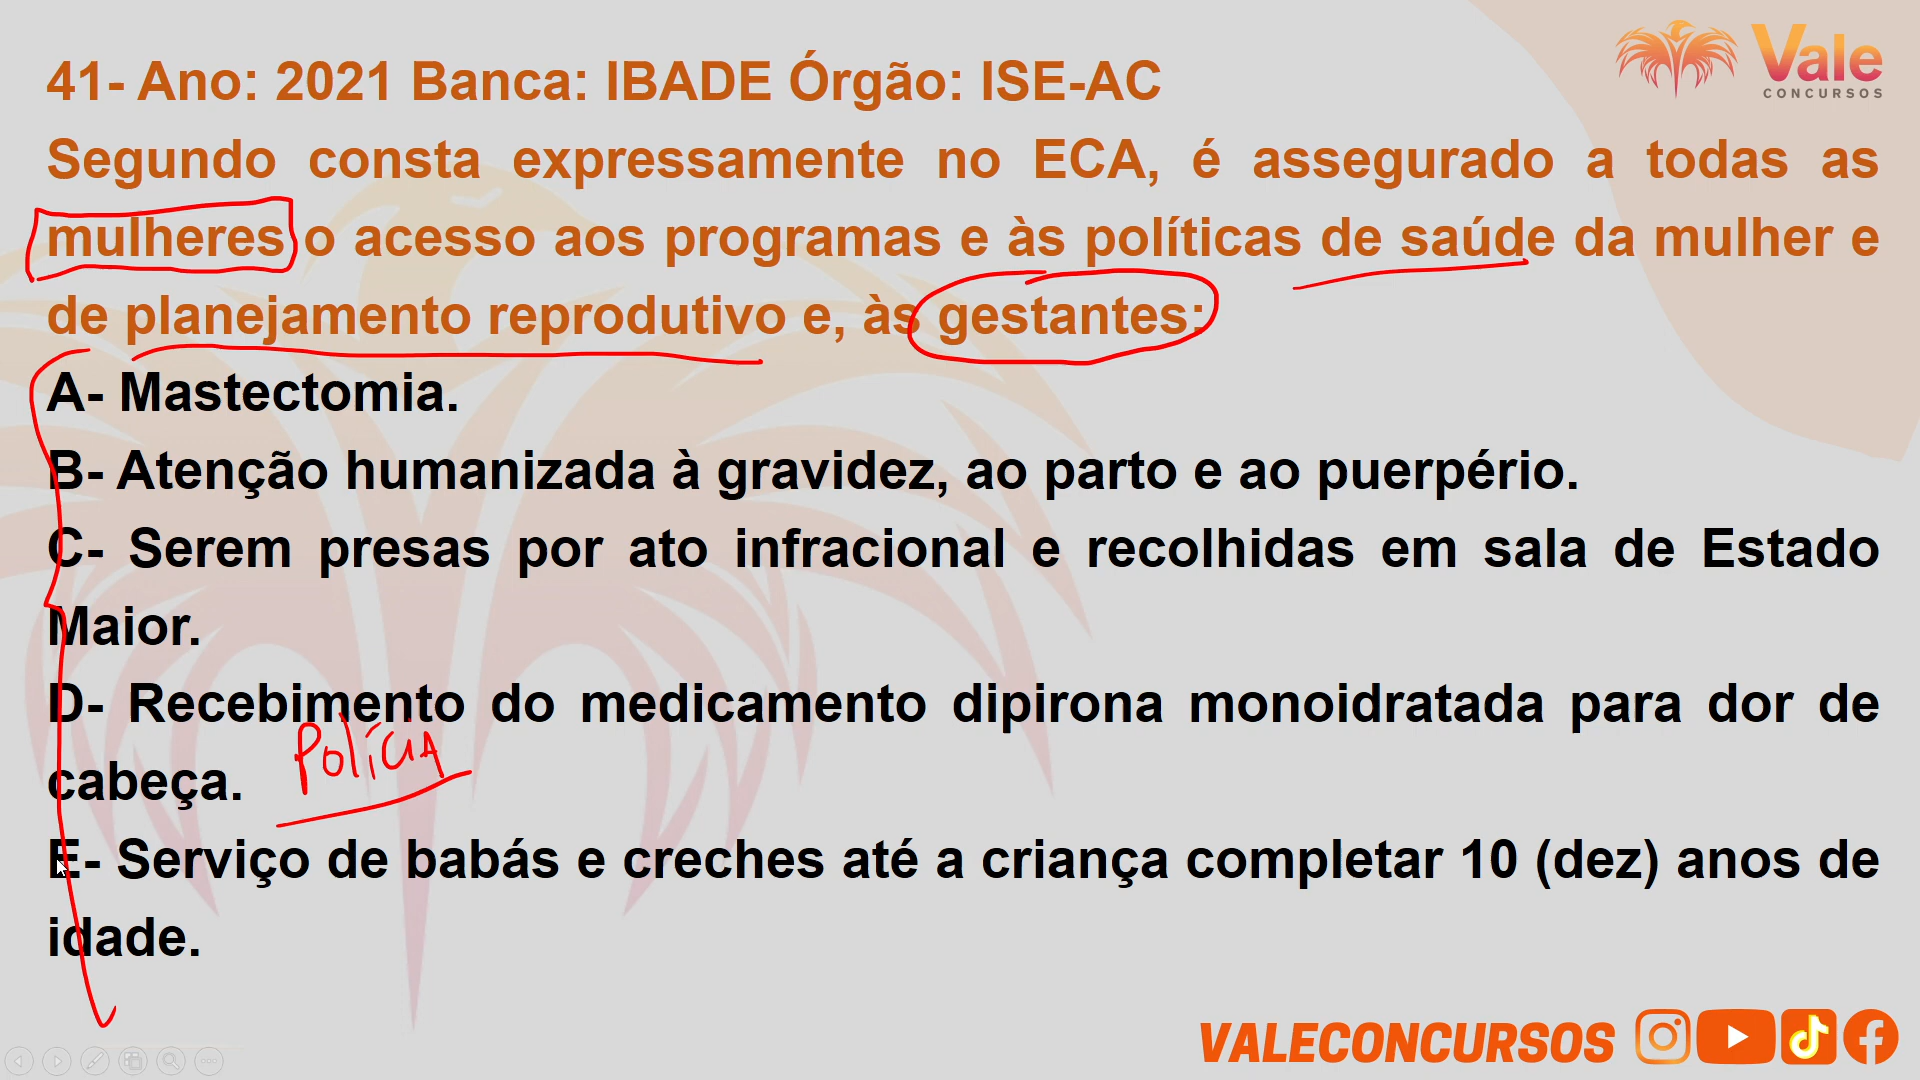 Vale
CONCURSOS
41- Ano: 2021 Banca: IBADE Órgão: ISE-AC
Segundo consta expressamente no ECA, é assegurado a todas as
mulheres o acesso aos programas e às políticas de saúde da mulher e
de planejamento reprodutivo e, às gestantes:
A- Mastectomia.
B- Atenção humanizada à gravidez, ao parto e ao puerpério.
C- Serem presas por ato infracional e recolhidas em sala de Estado
Maior.
D- Recebimento do medicamento dipirona monoidratada para dor de
cabeça.
Polícia
E- Serviço de babás e creches até a criança completar 10 (dez) anos de
idade.
VALECONCURSOS